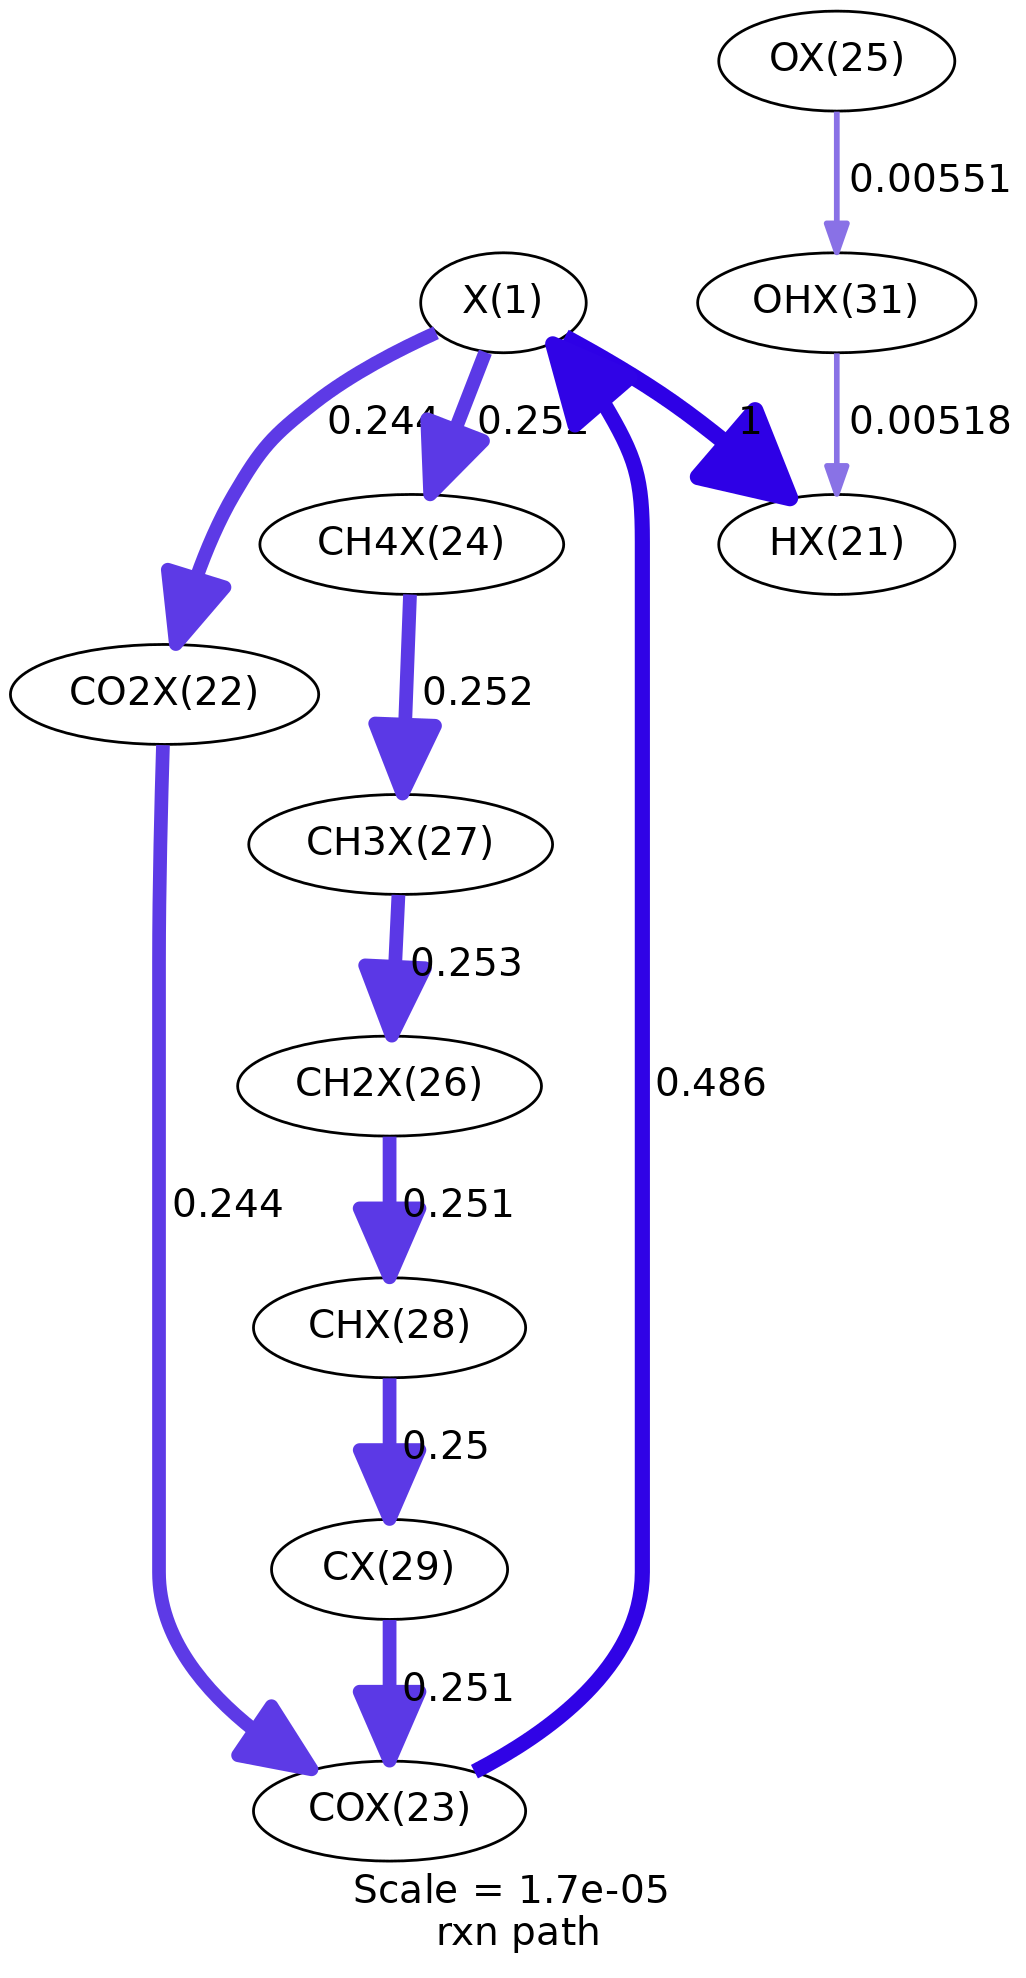 OX(25)
0.00551
X(1)
OHX(31)
0.244
0.252
1
0.00518
CH4X(24)
HX(21)
CO2X(22)
0.252
CH3X(27)
0.253
CH2X(26)
0.486
0.244
0.251
CHX(28)
0.25
CX(29)
0.251
COX(23)
Scale = 1.7e-05
rxn path